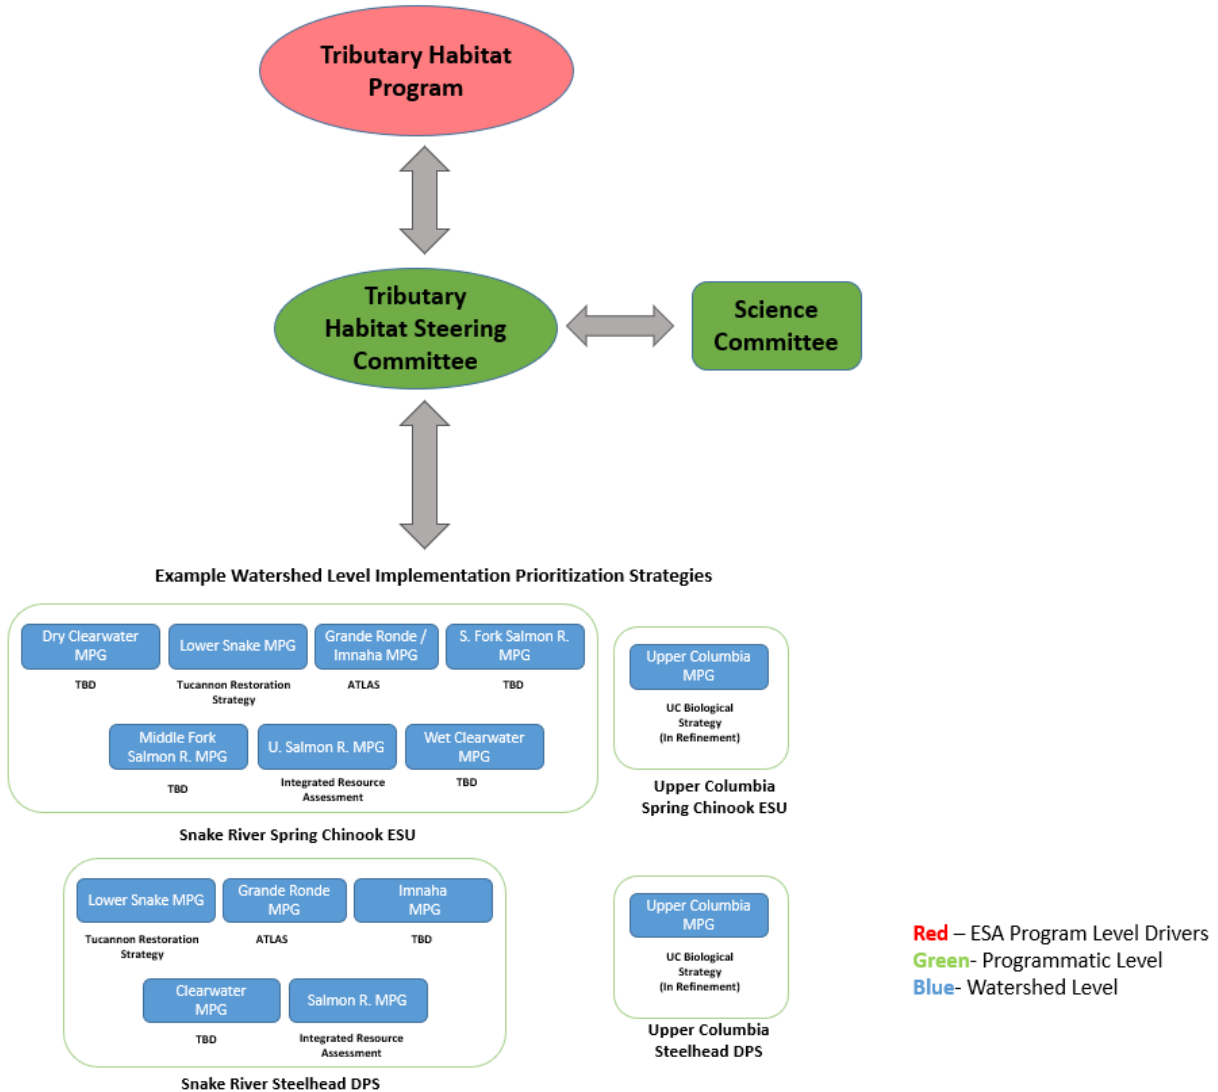 Tributary Habitat
Program
Tributary
Habitat Steering
Committee
Science
Committee
Example Watershed Level Implementation Prioritization Strategies
Dry Clearwater
MPG
TBD
Lower Snake MPG
Tucannon Restoration
Strategy
Grande Ronde /
Imnaha MPG
ATLAS
S. Fork Salmon R.
MPG
TBD
Middle Fork
Salmon R. MPG
TBD
U. Salmon R. MPG
Integrated Resource
Assessment
Wet Clearwater
MPG
TBD
Snake River Spring Chinook ESU
Upper Columbia
MPG
UC Biological
Strategy
(In Refinement)
Upper Columbia
Spring Chinook ESU
Lower Snake MPG
Tucannon Restoration
Strategy
Grande Ronde
MPG
ATLAS
Imnaha
MPG
TBD
Clearwater
MPG
TBD
Salmon R. MPG
Integrated Resource
Assessment
Snake River Steelhead DPS
Upper Columbia
MPG
UC Biological
Strategy
(In Refinement)
Upper Columbia
Steelhead DPS
Red – ESA Program Level Drivers
Green- Programmatic Level
Blue- Watershed Level